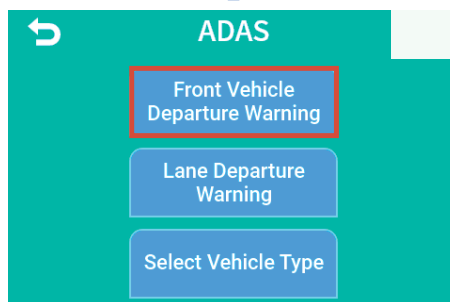 ADAS
Front Vehicle
Departure Warning
Lane Departure
Warning
Select Vehicle Type